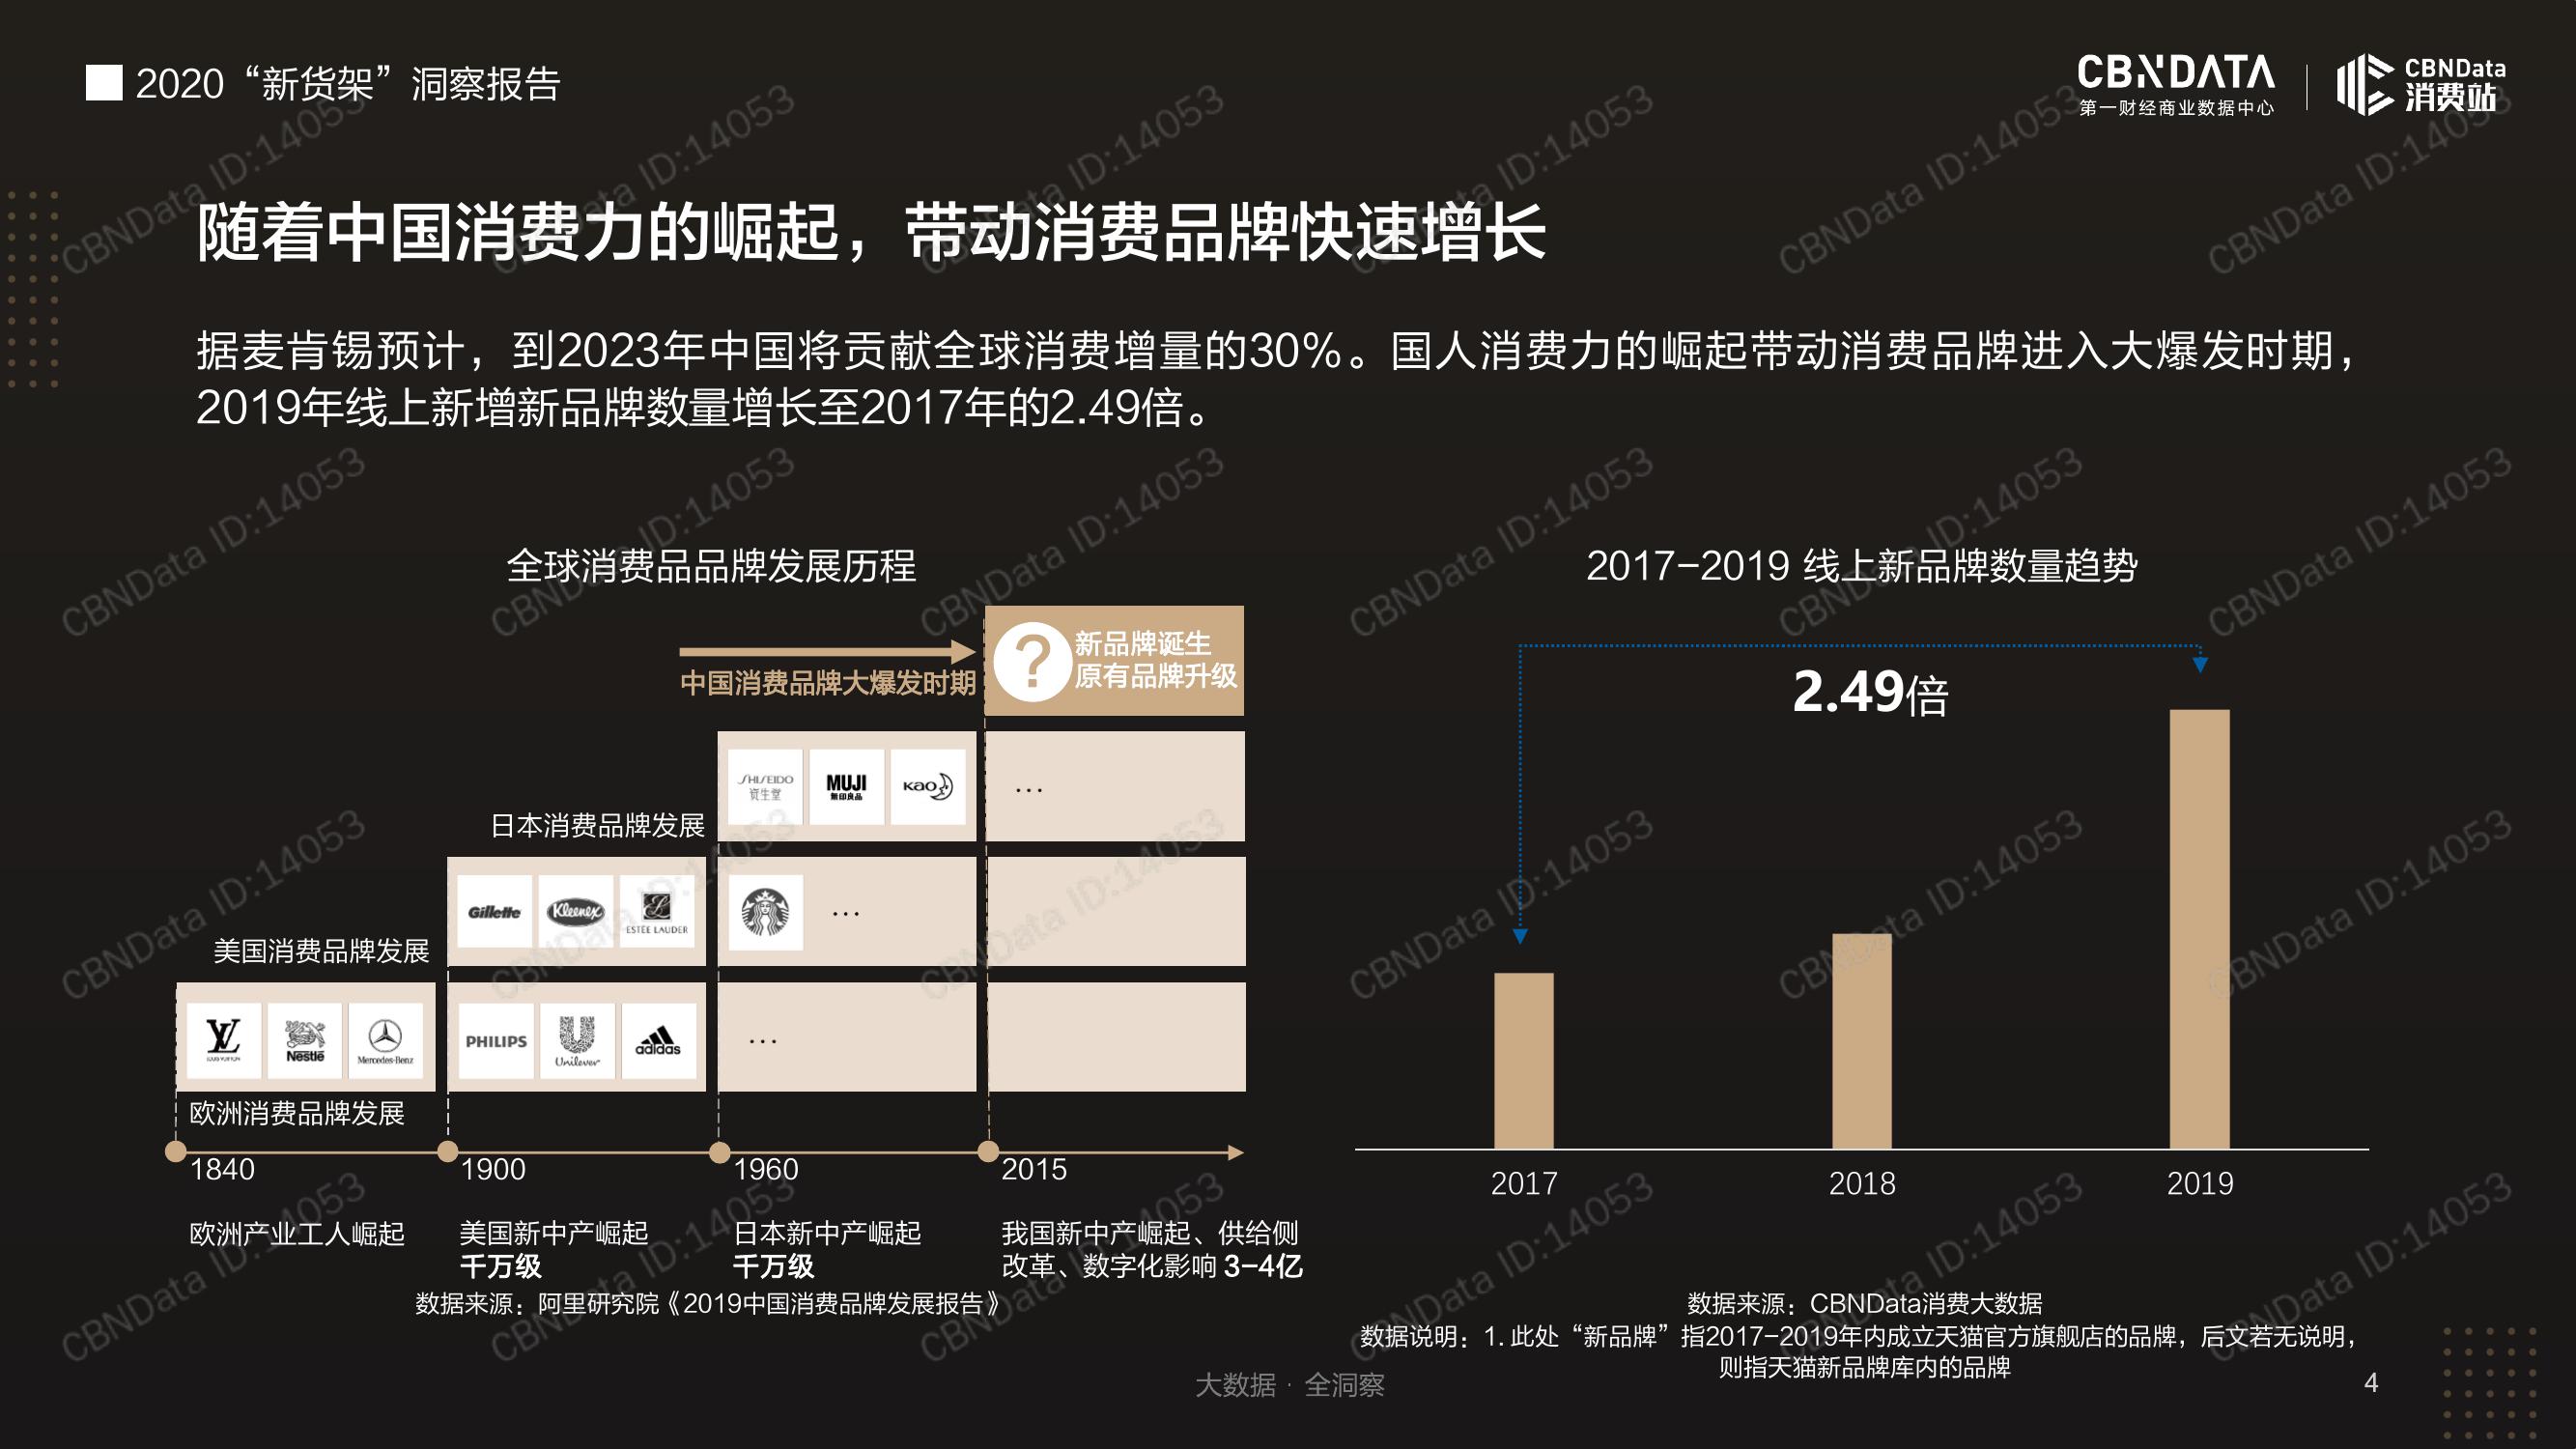 2020“新货架”洞察报告
CBNDATA
第一财经商业数据中心
CBNData
消费站
随着中国消费力的崛起，带动消费品牌快速增长
据麦肯锡预计，到2023年中国将贡献全球消费增量的30%。国人消费力的崛起带动消费品牌进入大爆发时期，
2019年线上新增新品牌数量增长至2017年的2.49倍。
全球消费品品牌发展历程
中国消费品牌大爆发时期
?
新品牌诞生
原有品牌升级
SHISEIDO
資生堂
MUJI
無印良品
Kao
...
日本消费品牌发展
Gillette
Kleenex
ESTĒE LAUDER
...
美国消费品牌发展
LV
LOUIS VUITTON
Nestlé
Mercedes-Benz
PHILIPS
Unilever
adidas
...
欧洲消费品牌发展
1840
1900
1960
2015
欧洲产业工人崛起
美国新中产崛起
千万级
日本新中产崛起
千万级
我国新中产崛起、供给侧
改革、数字化影响 3-4亿
数据来源：阿里研究院《2019中国消费品牌发展报告》
2017-2019 线上新品牌数量趋势
2.49倍
2017
2018
2019
数据来源：CBNData消费大数据
数据说明：1. 此处“新品牌”指2017-2019年内成立天猫官方旗舰店的品牌，后文若无说明，
则指天猫新品牌库内的品牌
大数据 · 全洞察
4
CBNData ID:14053